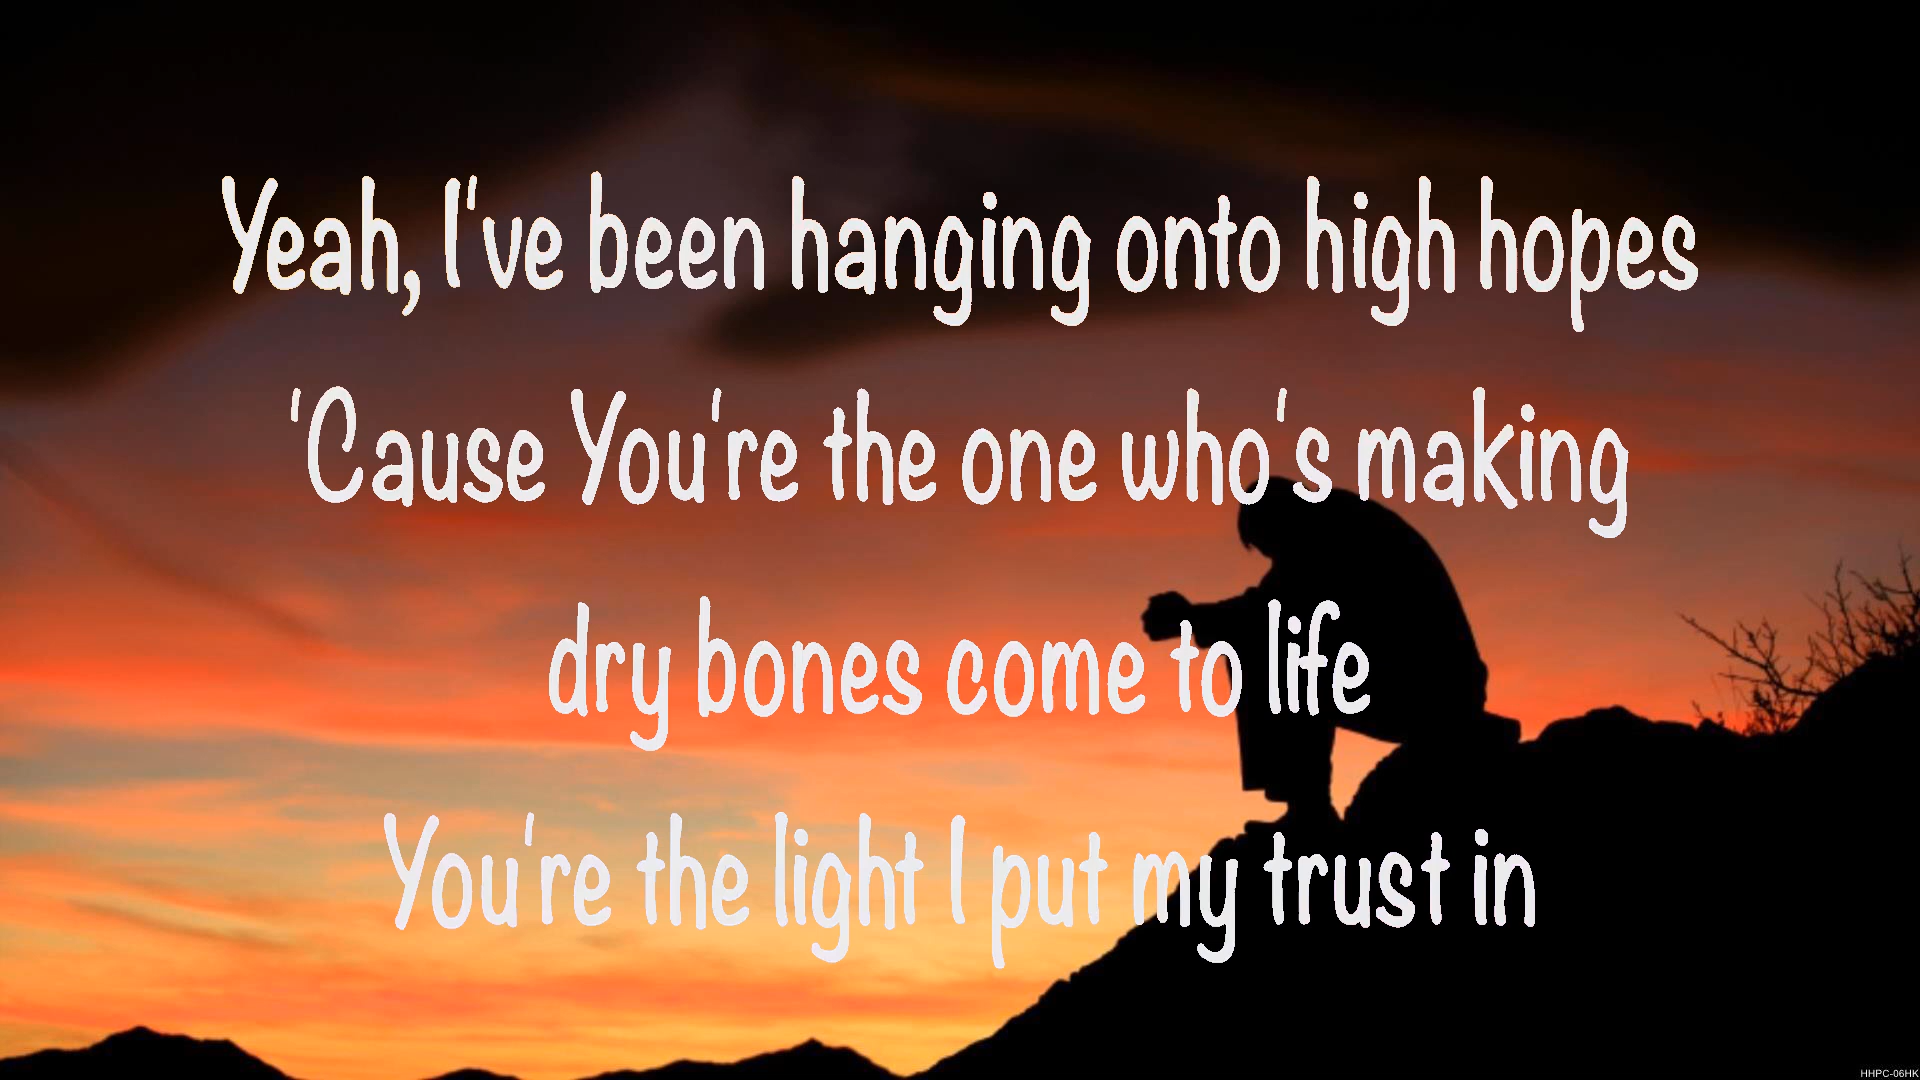 Yeah, I've been hanging onto high hopes
'Cause You're the one who's making
dry bones come to life
You're the light I put my trust in
HHPC-06HK